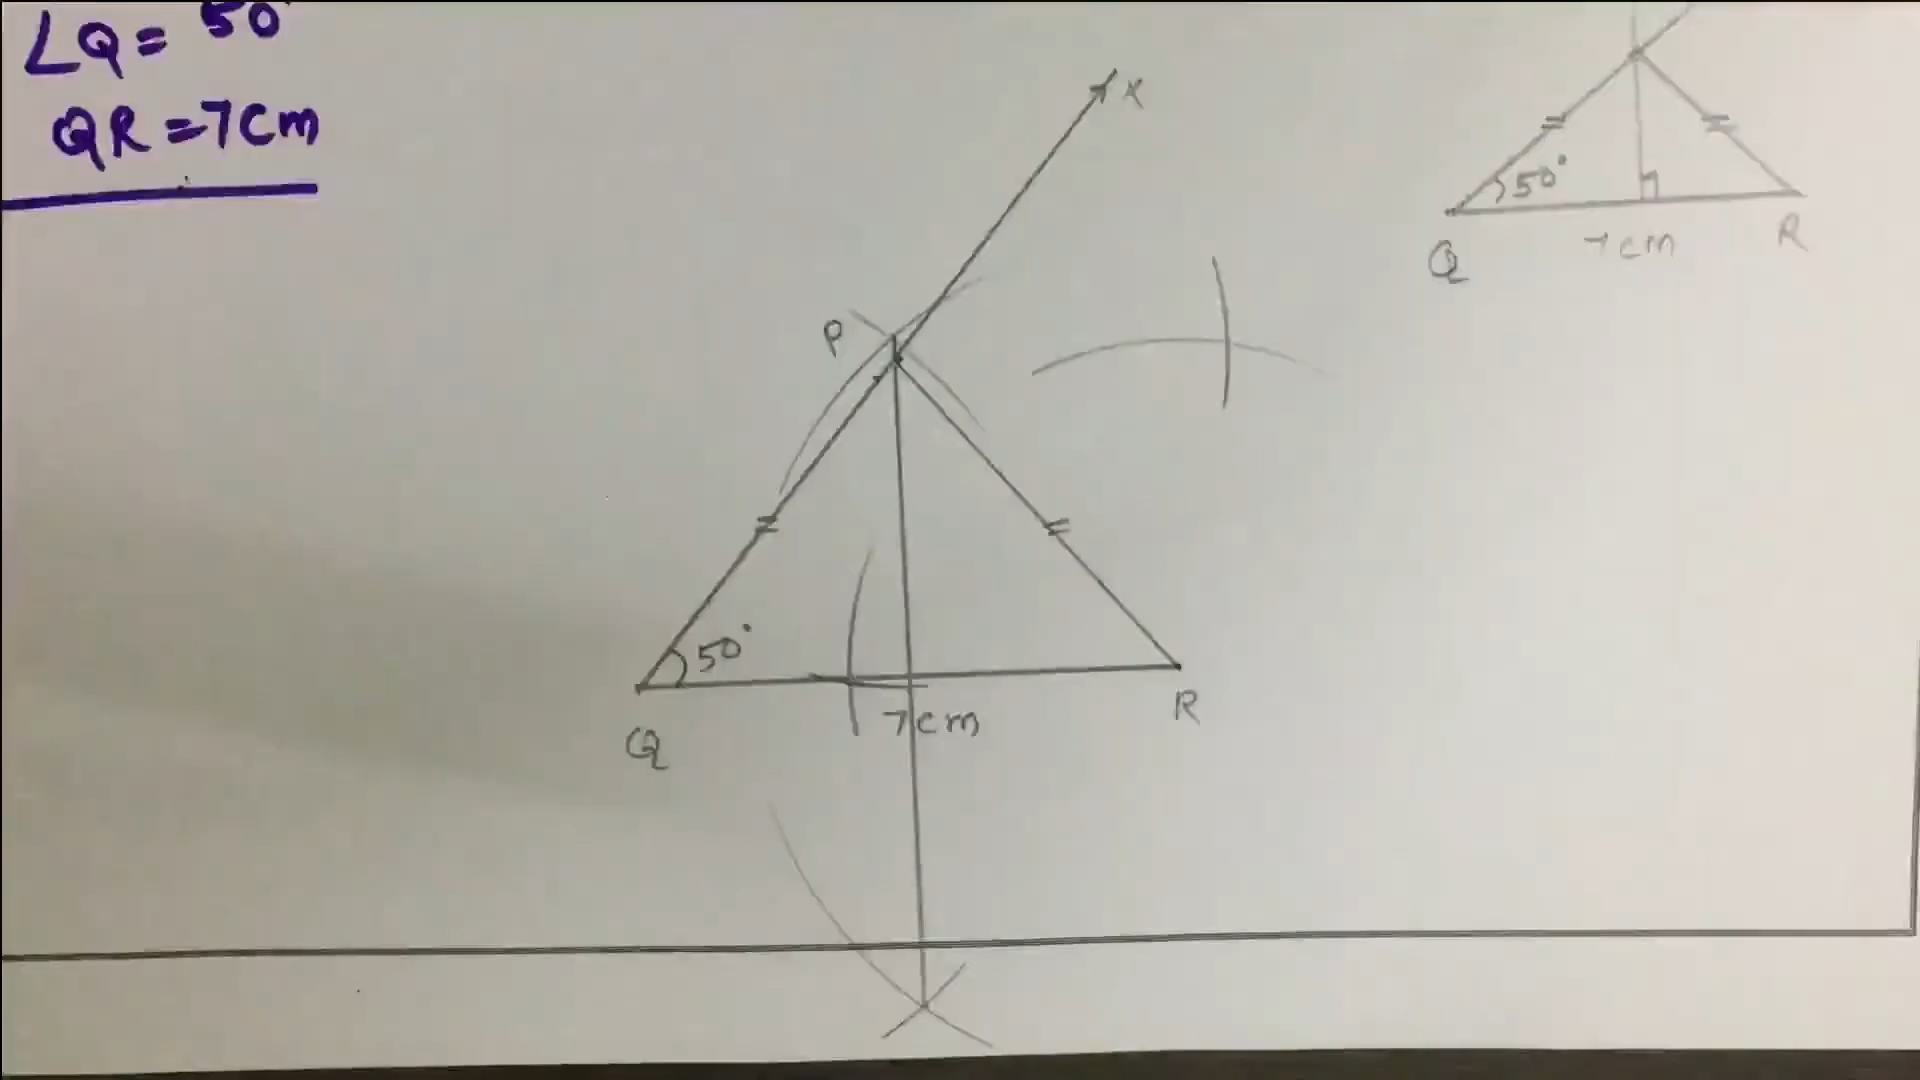 ∠Q = 50°
QR = 7cm
X
P
50°
7cm
Q
R
50°
7cm
Q
R